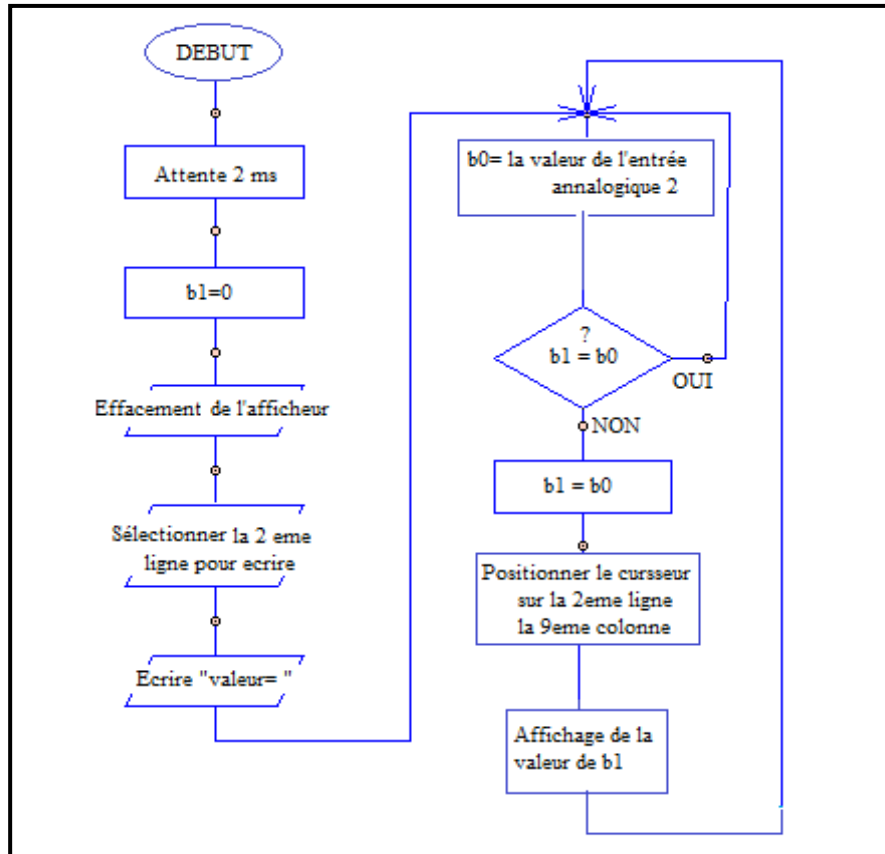 DEBUT
Attente 2 ms
b1=0
Effacement de l'afficheur
Sélectionner la 2 eme
ligne pour ecrire
Ecrire "valeur= "
b0= la valeur de l'entrée
annalogique 2
?
b1 = b0
OUI
NON
b1 = b0
Positionner le cursseur
sur la 2eme ligne
la 9eme colonne
Affichage de la
valeur de b1